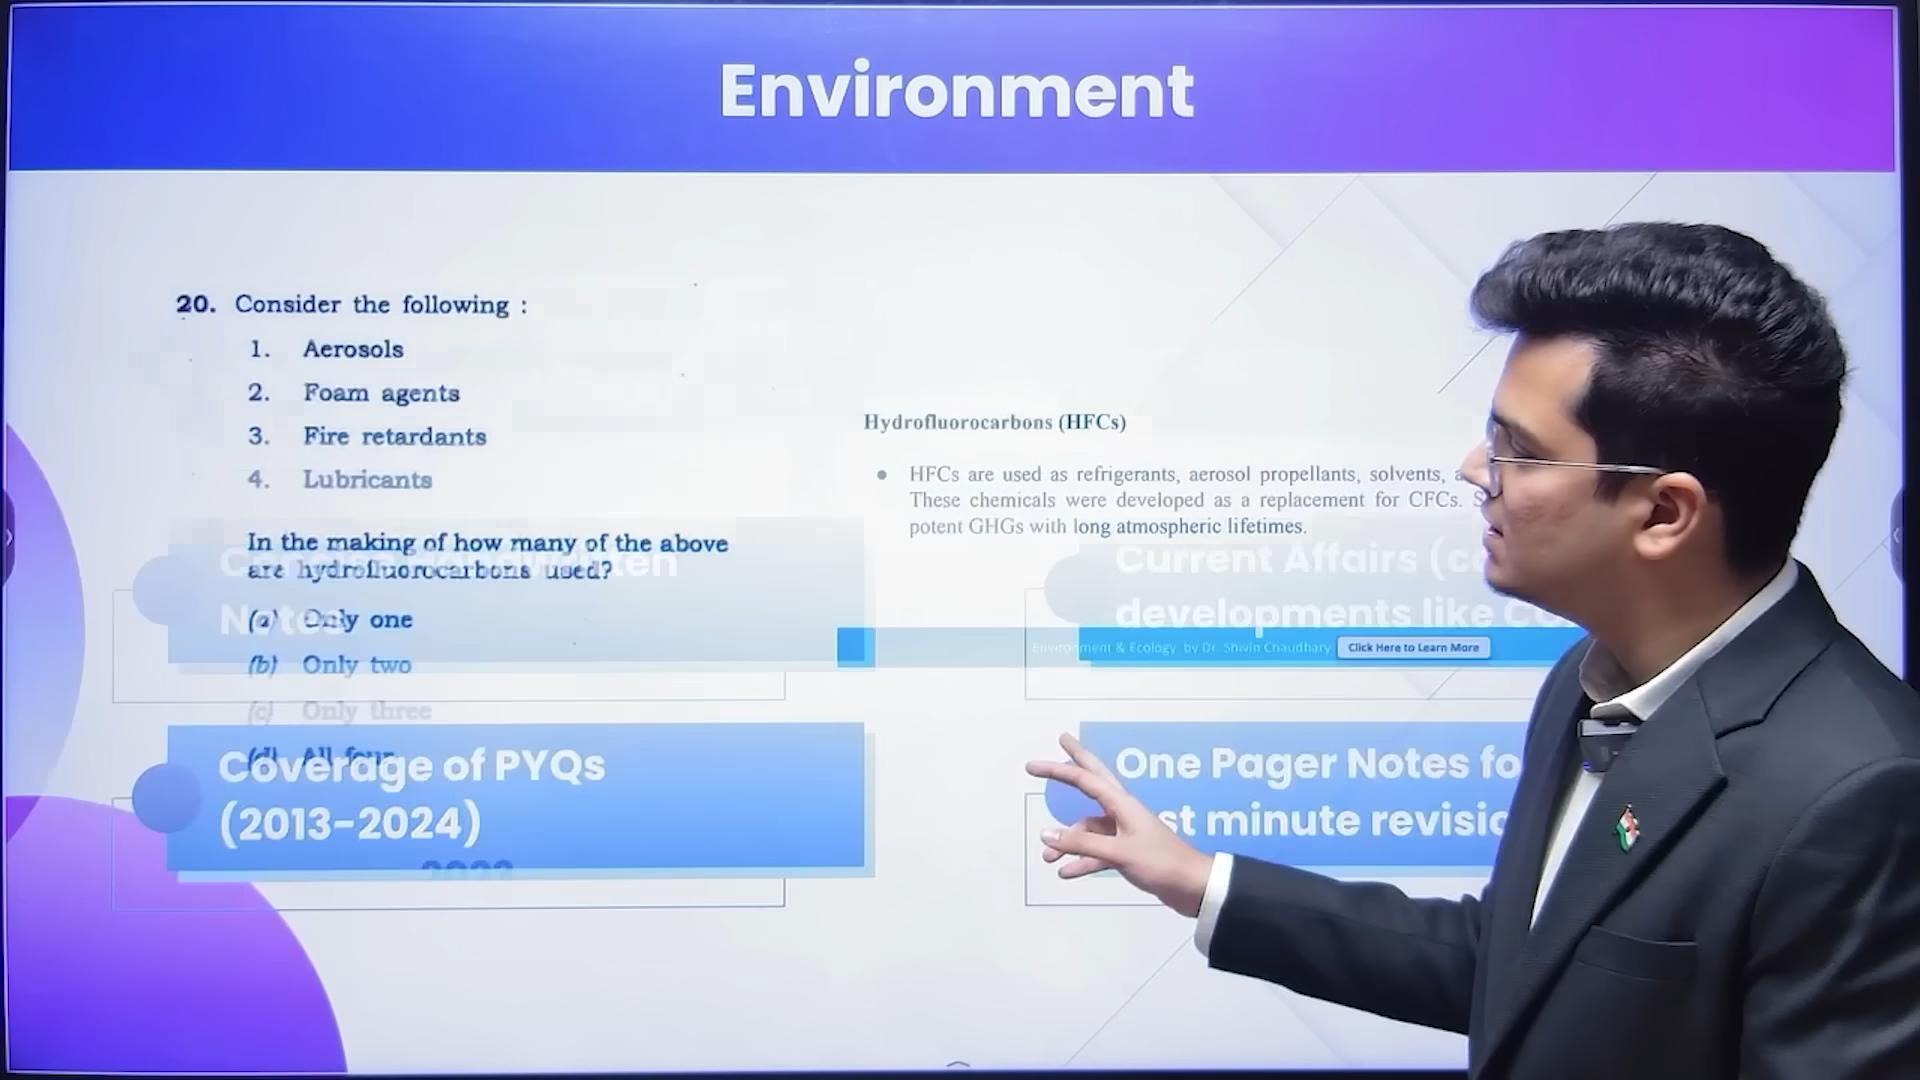 Environment
20. Consider the following :
1. Aerosols
2. Foam agents
3. Fire retardants
4. Lubricants
In the making of how many of the above
are hydrofluorocarbons used?
(a) Only one
(b) Only two
(c) Only three
(d) All four
Hydrofluorocarbons (HFCs)
● HFCs are used as refrigerants, aerosol propellants, solvents,
These chemicals were developed as a replacement for CFCs.
potent GHGs with long atmospheric lifetimes.
Notes
Current Affairs
developments like
Environment & Ecology by Dr. Shivin Chaudhary
Click Here to Learn More
Coverage of PYQs
(2013-2024)
One Pager Notes
minute